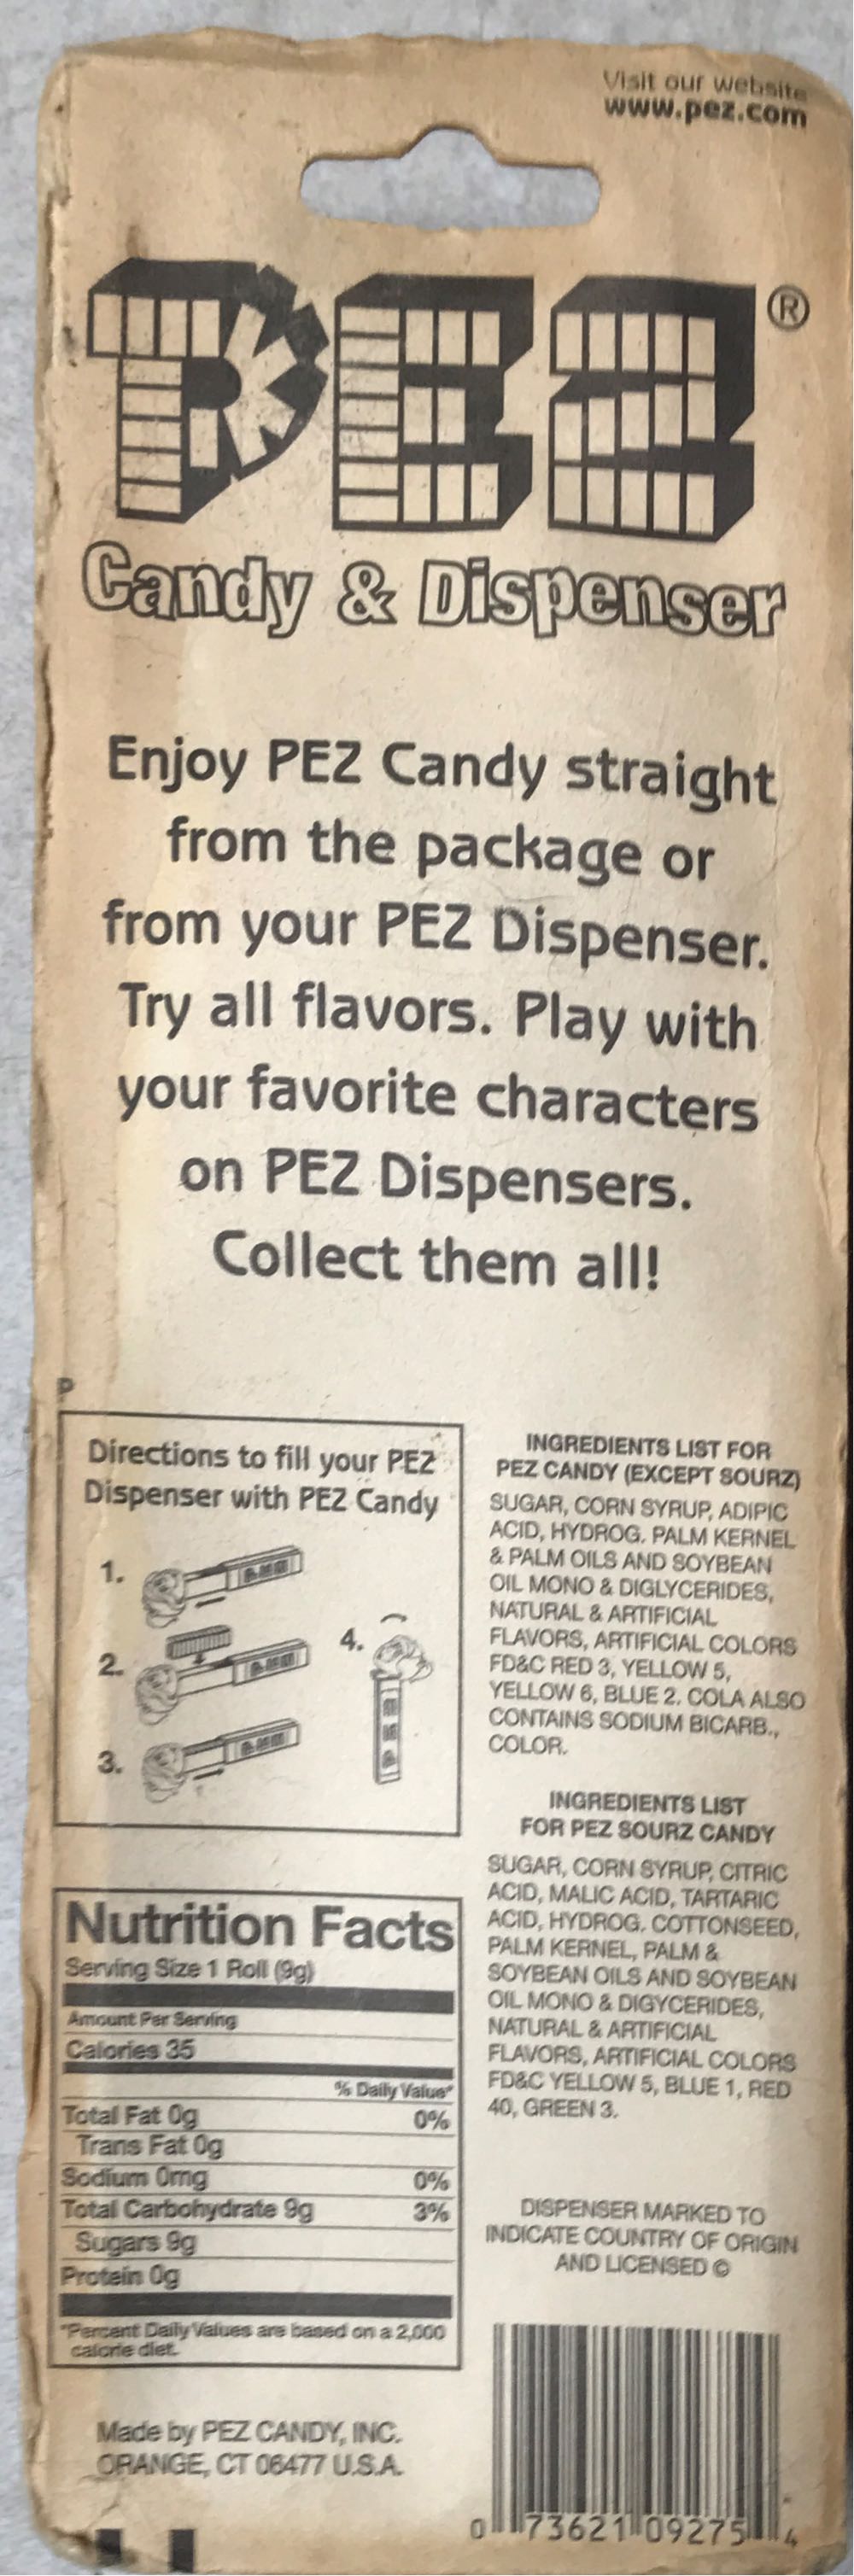 Visit our website
www.pez.com
PEZ®
Candy & Dispenser
Enjoy PEZ Candy straight
from the package or
from your PEZ Dispenser.
Try all flavors. Play with
your favorite characters
on PEZ Dispensers.
Collect them all!
P
Directions to fill your PEZ
Dispenser with PEZ Candy
1.
2.
3.
4.
INGREDIENTS LIST FOR
PEZ CANDY (EXCEPT SOURZ)
SUGAR, CORN SYRUP, ADIPIC
ACID, HYDROG. PALM KERNEL
& PALM OILS AND SOYBEAN
OIL MONO & DIGLYCERIDES,
NATURAL & ARTIFICIAL
FLAVORS, ARTIFICIAL COLORS
FD&C RED 3, YELLOW 5,
YELLOW 6, BLUE 2. COLA ALSO
CONTAINS SODIUM BICARB.,
COLOR.
INGREDIENTS LIST
FOR PEZ SOURZ CANDY
SUGAR, CORN SYRUP, CITRIC
ACID, MALIC ACID, TARTARIC
ACID, HYDROG. COTTONSEED,
PALM KERNEL, PALM &
SOYBEAN OILS AND SOYBEAN
OIL MONO & DIGYCERIDES,
NATURAL & ARTIFICIAL
FLAVORS, ARTIFICIAL COLORS
FD&C YELLOW 5, BLUE 1, RED
40, GREEN 3.
Nutrition Facts
Serving Size 1 Roll (9g)
Amount Per Serving
Calories 35
% Daily Value*
Total Fat 0g 0%
Trans Fat 0g
Sodium 0mg 0%
Total Carbohydrate 9g 3%
Sugars 9g
Protein 0g
*Percent Daily Values are based on a 2,000
calorie diet.
DISPENSER MARKED TO
INDICATE COUNTRY OF ORIGIN
AND LICENSED ©
Made by PEZ CANDY, INC.
ORANGE, CT 06477 U.S.A.
0 73621 09275 4